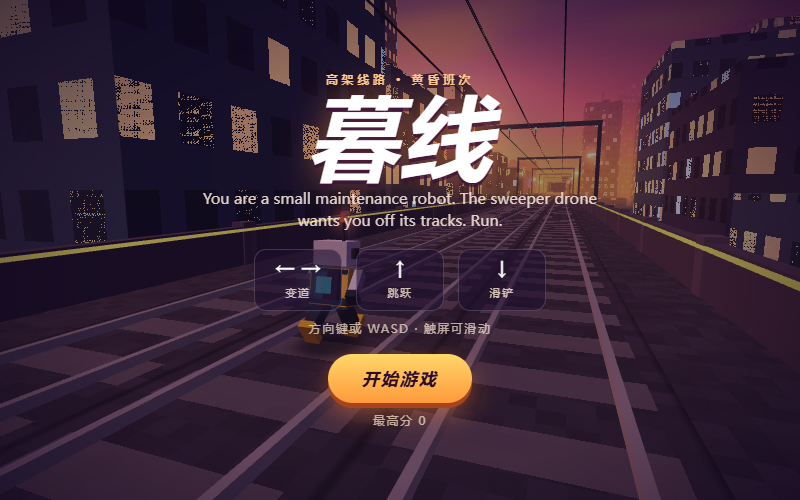 高架线路 • 黄昏班次
暮线
You are a small maintenance robot. The sweeper drone
wants you off its tracks. Run.
← → ↑ ↓
变道 跳跃 滑铲
方向键或 WASD · 触屏可滑动
开始游戏
最高分 0